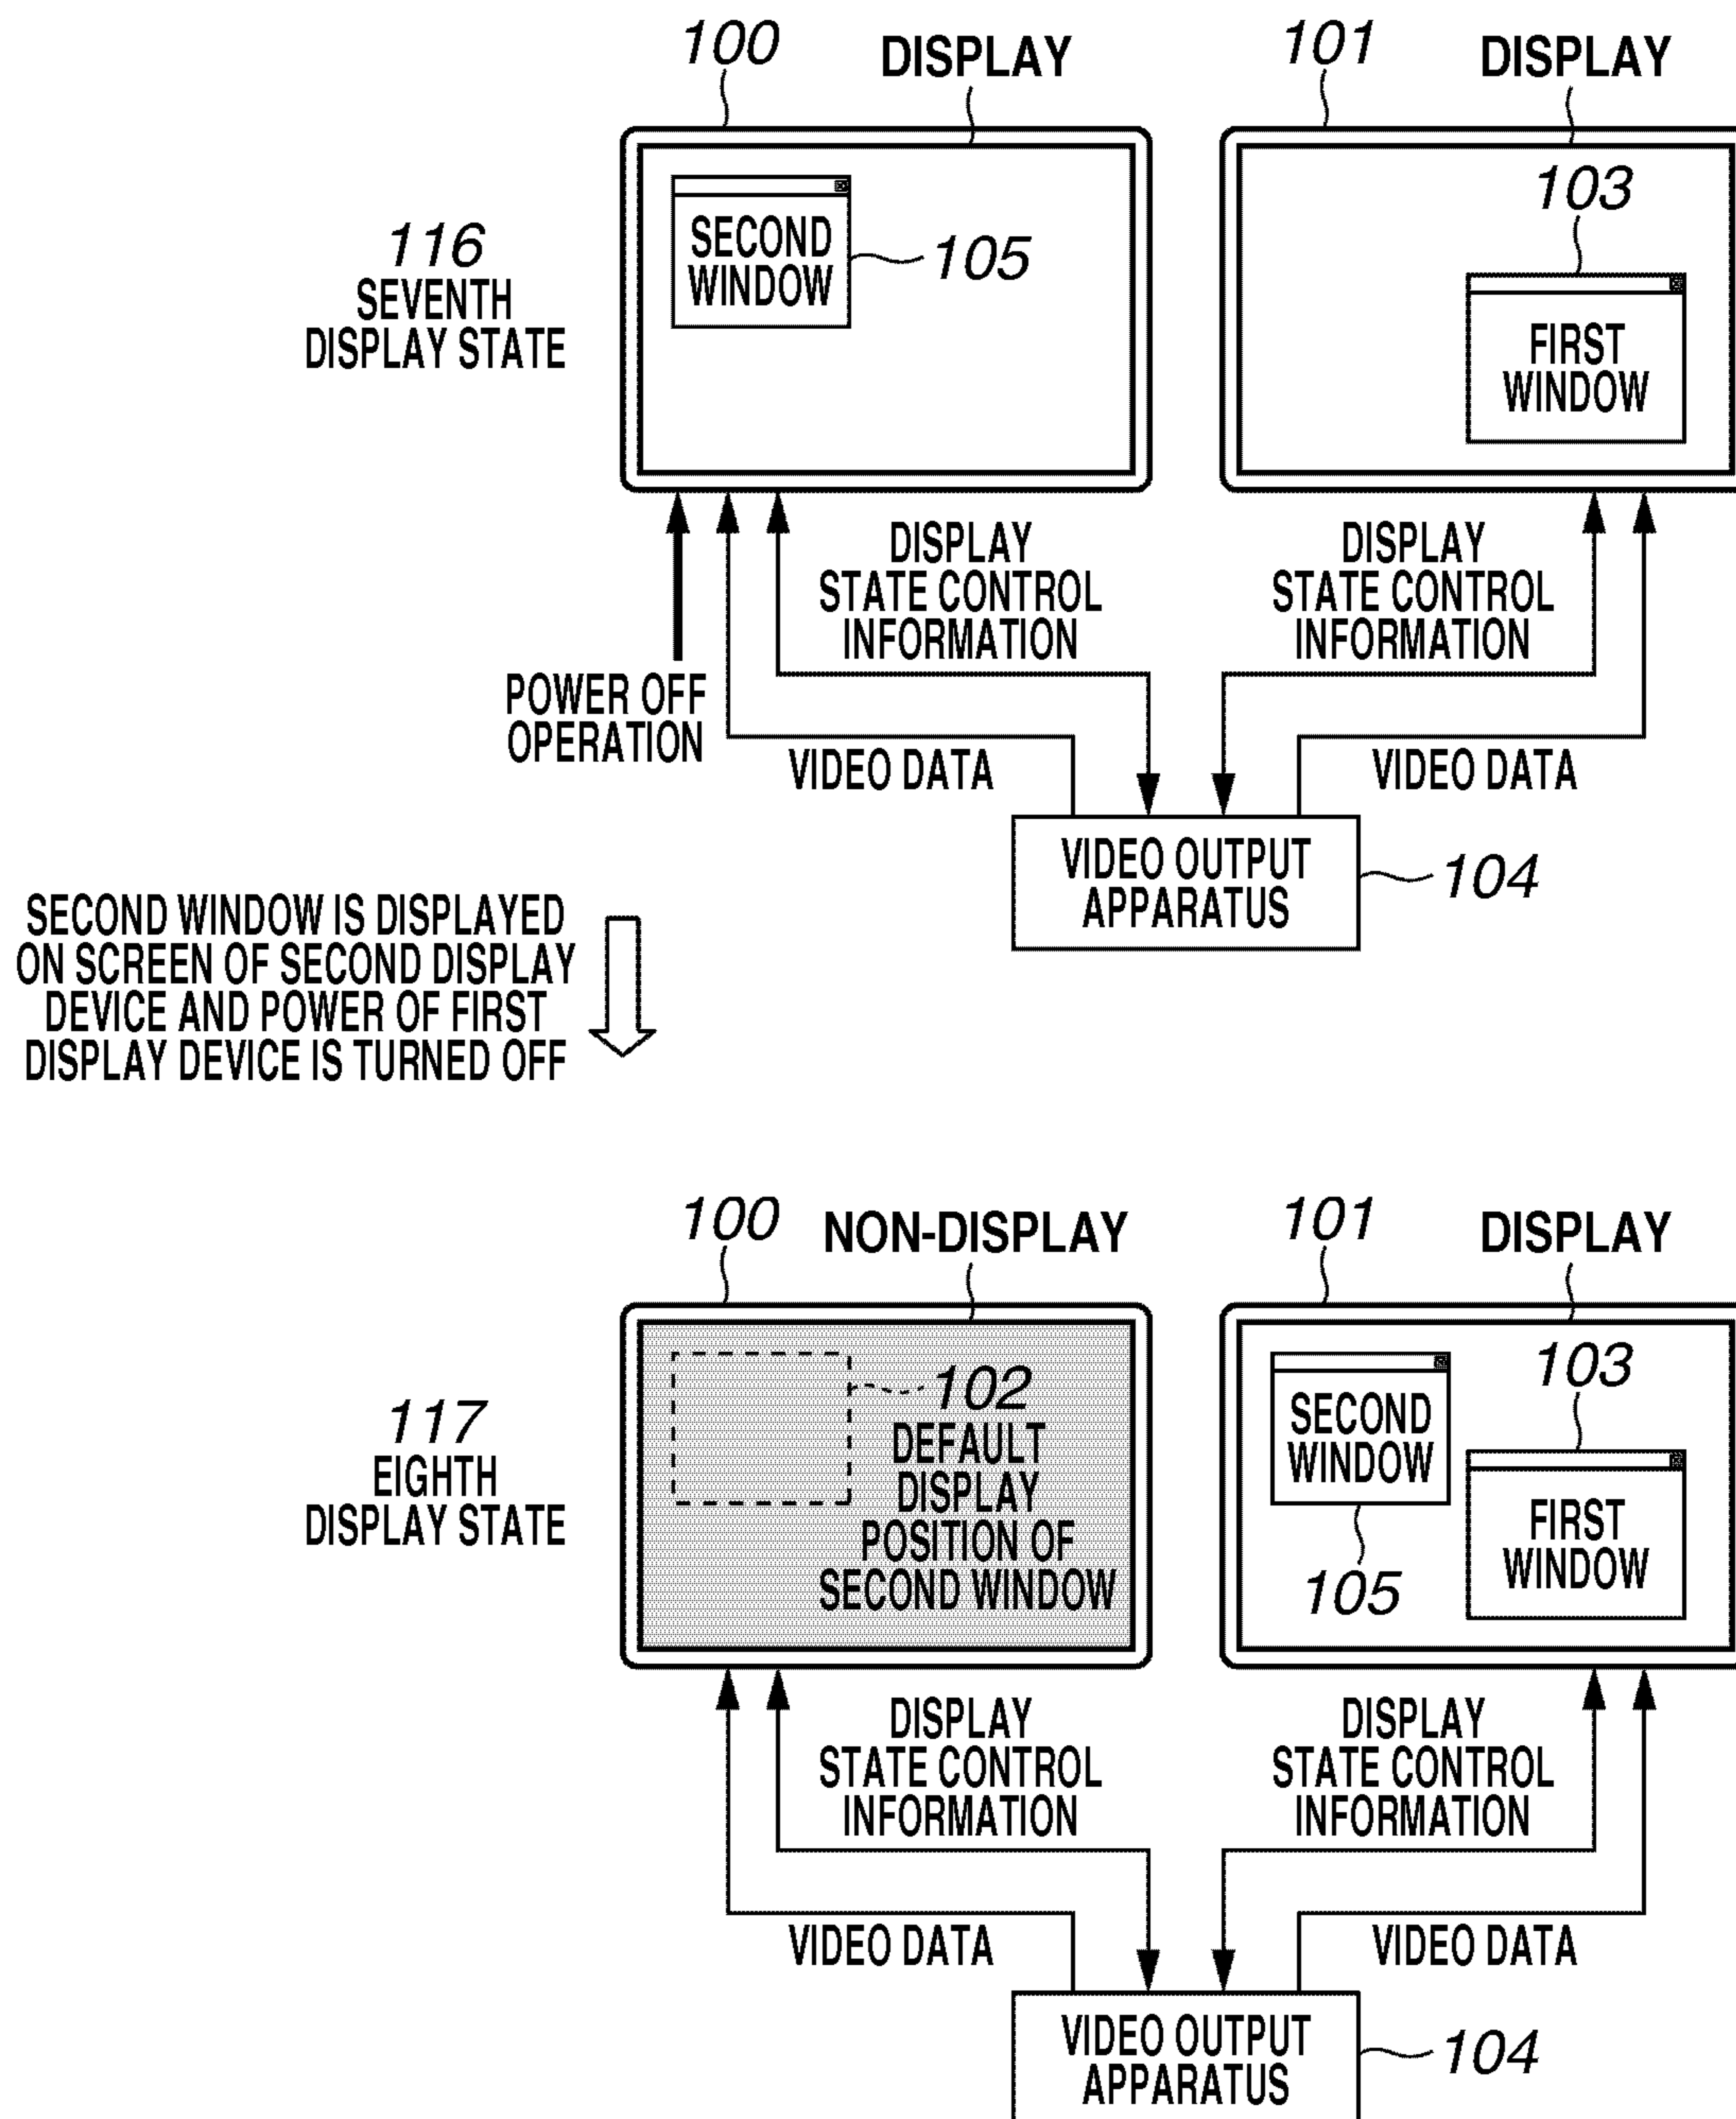 100
DISPLAY
101
DISPLAY
116
SEVENTH
DISPLAY STATE
SECOND
WINDOW
105
103
FIRST
WINDOW
POWER OFF
OPERATION
DISPLAY
STATE CONTROL
INFORMATION
DISPLAY
STATE CONTROL
INFORMATION
VIDEO DATA
VIDEO DATA
VIDEO OUTPUT
APPARATUS
104
SECOND WINDOW IS DISPLAYED
ON SCREEN OF SECOND DISPLAY
DEVICE AND POWER OF FIRST
DISPLAY DEVICE IS TURNED OFF
100
NON-DISPLAY
101
DISPLAY
117
EIGHTH
DISPLAY STATE
102
DEFAULT
DISPLAY
POSITION OF
SECOND WINDOW
SECOND
WINDOW
105
103
FIRST
WINDOW
DISPLAY
STATE CONTROL
INFORMATION
DISPLAY
STATE CONTROL
INFORMATION
VIDEO DATA
VIDEO DATA
VIDEO OUTPUT
APPARATUS
104